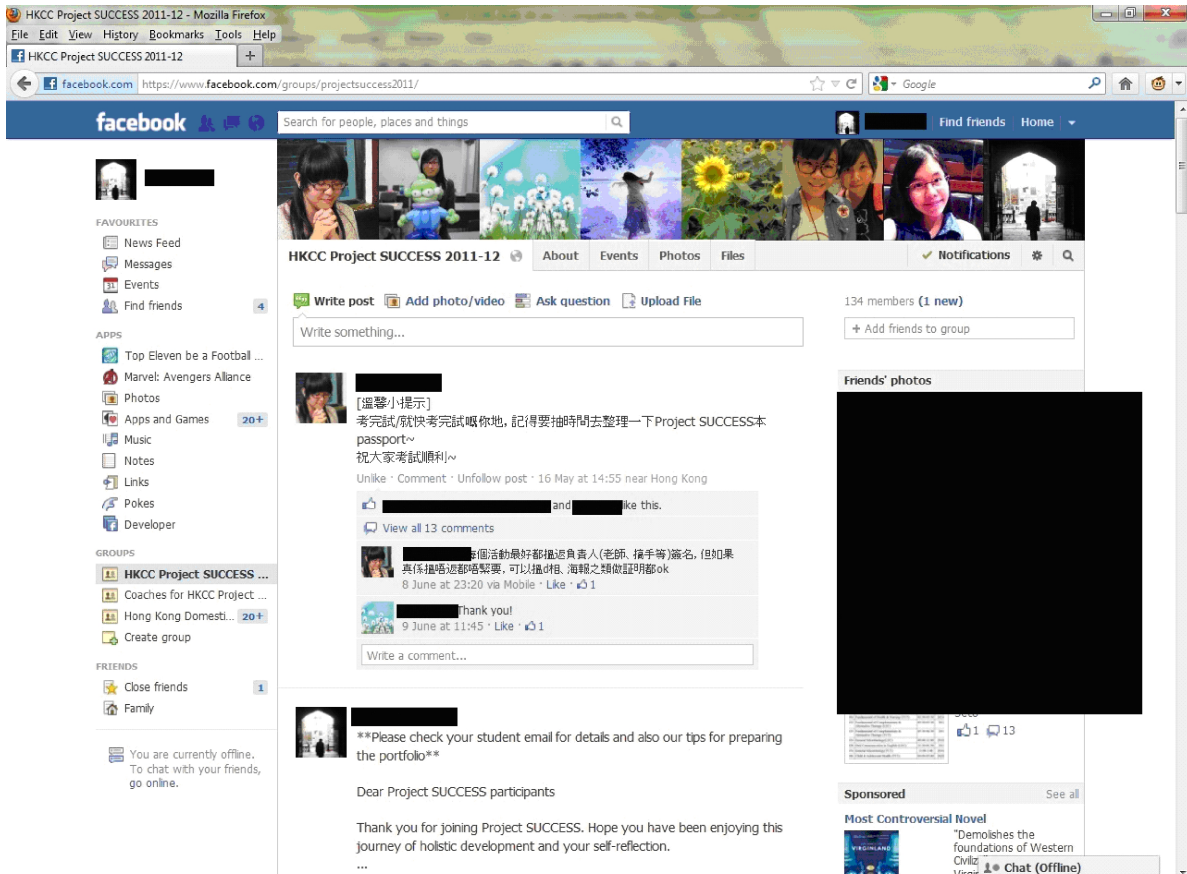 HKCC Project SUCCESS 2011-12 - Mozilla Firefox
File Edit View History Bookmarks Tools Help
HKCC Project SUCCESS 2011-12 +
facebook.com https://www.facebook.com/groups/projectsuccess2011/
Google
facebook
Search for people, places and things
Find friends Home
FAVOURITES
News Feed
Messages
31 Events
Find friends 4
APPS
Top Eleven be a Football ...
Marvel: Avengers Alliance
Photos
Apps and Games 20+
Music
Notes
Links
Pokes
Developer
GROUPS
HKCC Project SUCCESS ...
Coaches for HKCC Project ...
Hong Kong Domesti... 20+
Create group
FRIENDS
Close friends 1
Family
You are currently offline.
To chat with your friends,
go online.
HKCC Project SUCCESS 2011-12 About Events Photos Files
✓ Notifications
Write post Add photo/video Ask question Upload File
Write something...
[溫馨小提示]
考完試/就快考完試嘅你地, 記得要抽時間去整理一下Project SUCCESS本
passport~
祝大家考試順利~
Unlike · Comment · Unfollow post · 16 May at 14:55 near Hong Kong
and like this.
View all 13 comments
每個活動最好都搵返負責人(老師、搞手等)簽名, 但如果
真係搵唔返都唔緊要, 可以搵d相、海報之類做証明都ok
8 June at 23:20 via Mobile · Like · 1
Thank you!
9 June at 11:45 · Like · 1
Write a comment...
**Please check your student email for details and also our tips for preparing
the portfolio**
Dear Project SUCCESS participants
Thank you for joining Project SUCCESS. Hope you have been enjoying this
journey of holistic development and your self-reflection.
...
134 members (1 new)
+ Add friends to group
Friends' photos
1 13
Sponsored See all
Most Controversial Novel
VIRGINLAND
"Demolishes the
foundations of Western
Chat (Offline)